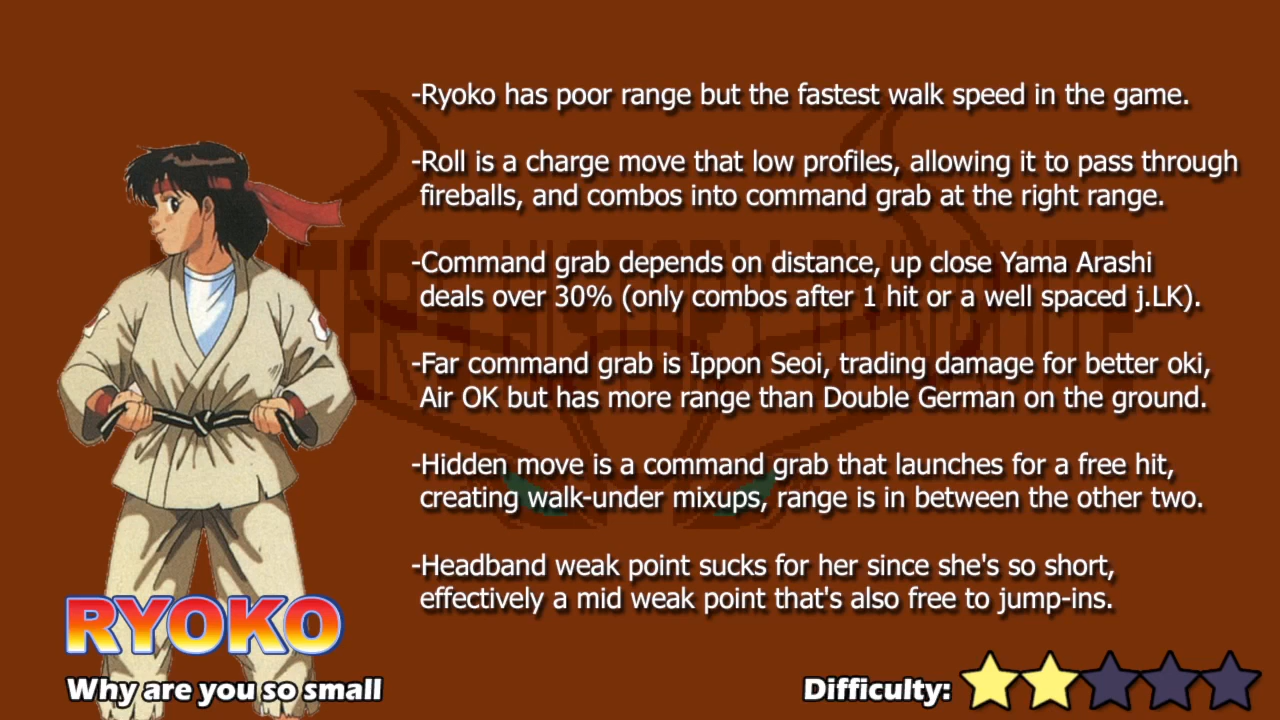 -Ryoko has poor range but the fastest walk speed in the game.
-Roll is a charge move that low profiles, allowing it to pass through
fireballs, and combos into command grab at the right range.
-Command grab depends on distance, up close Yama Arashi
deals over 30% (only combos after 1 hit or a well spaced j.LK).
-Far command grab is Ippon Seoi, trading damage for better oki,
Air OK but has more range than Double German on the ground.
-Hidden move is a command grab that launches for a free hit,
creating walk-under mixups, range is in between the other two.
-Headband weak point sucks for her since she's so short,
effectively a mid weak point that's also free to jump-ins.
RYOKO
Why are you so small
Difficulty: